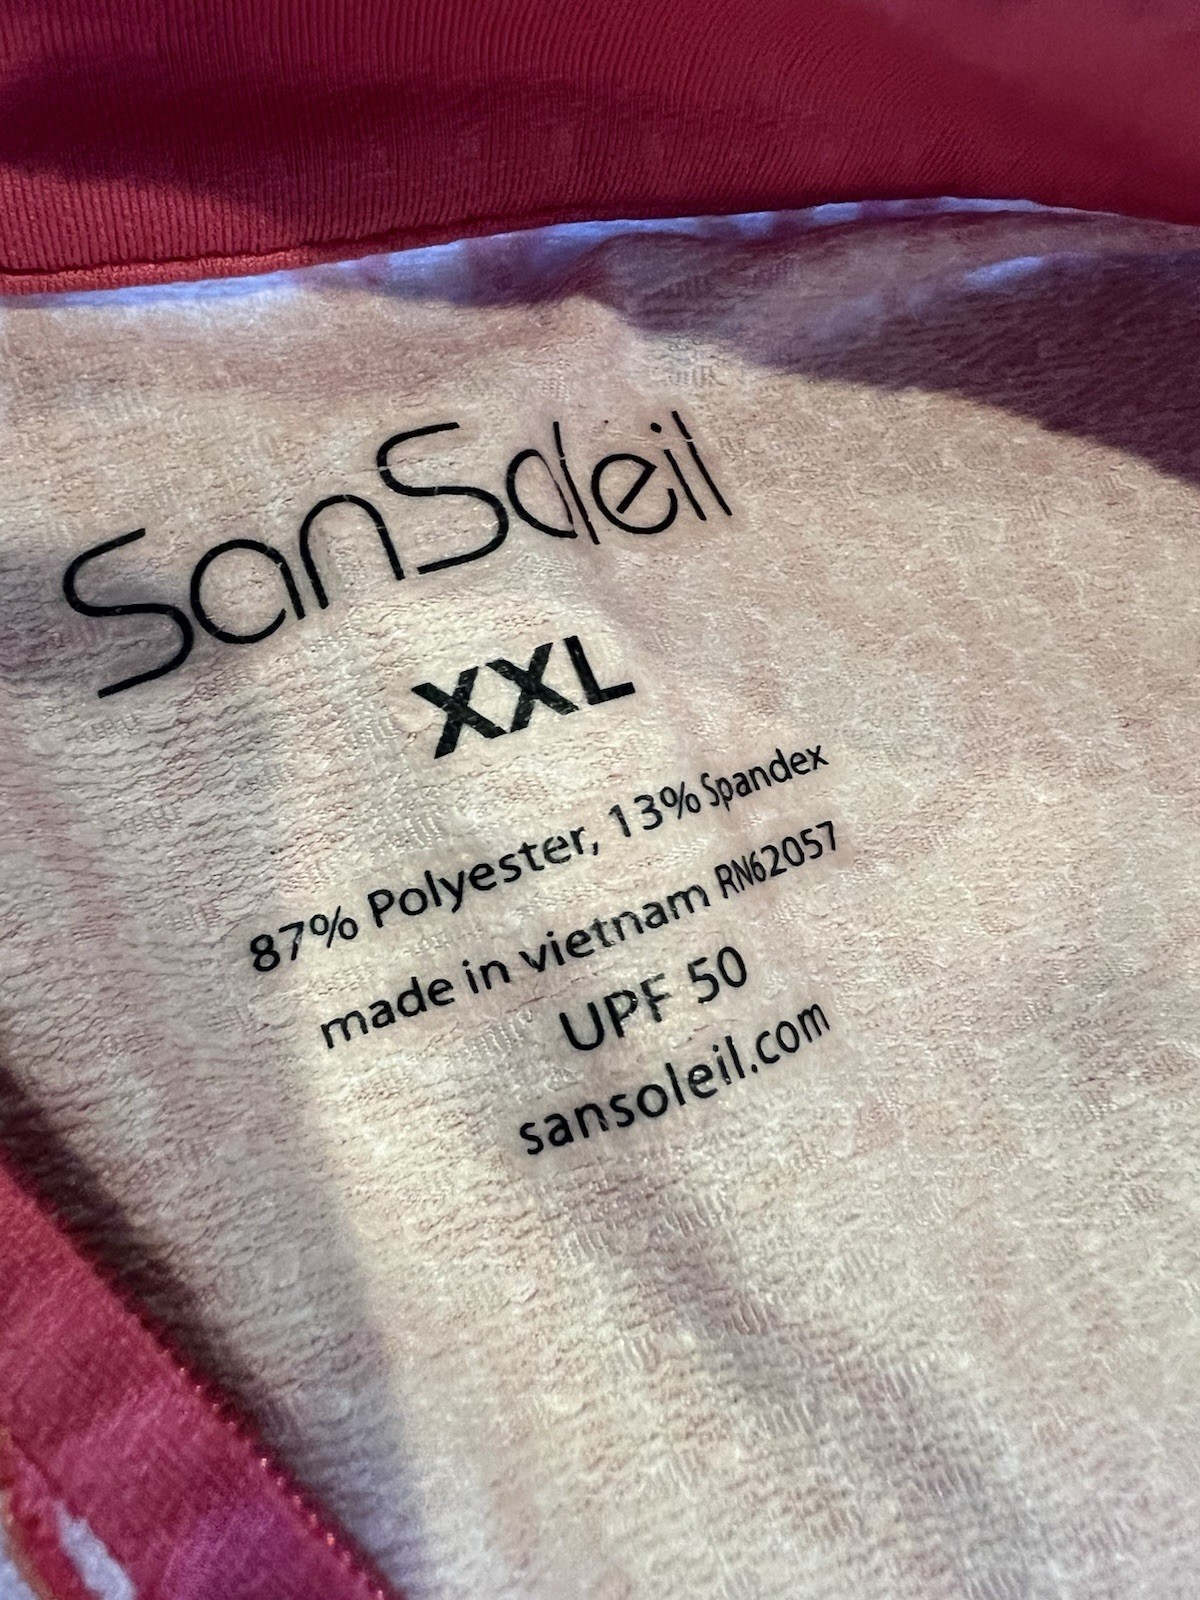 SanSoleil
XXL
87% Polyester, 13% Spandex
made in vietnam RN62057
UPF 50
sansoleil.com